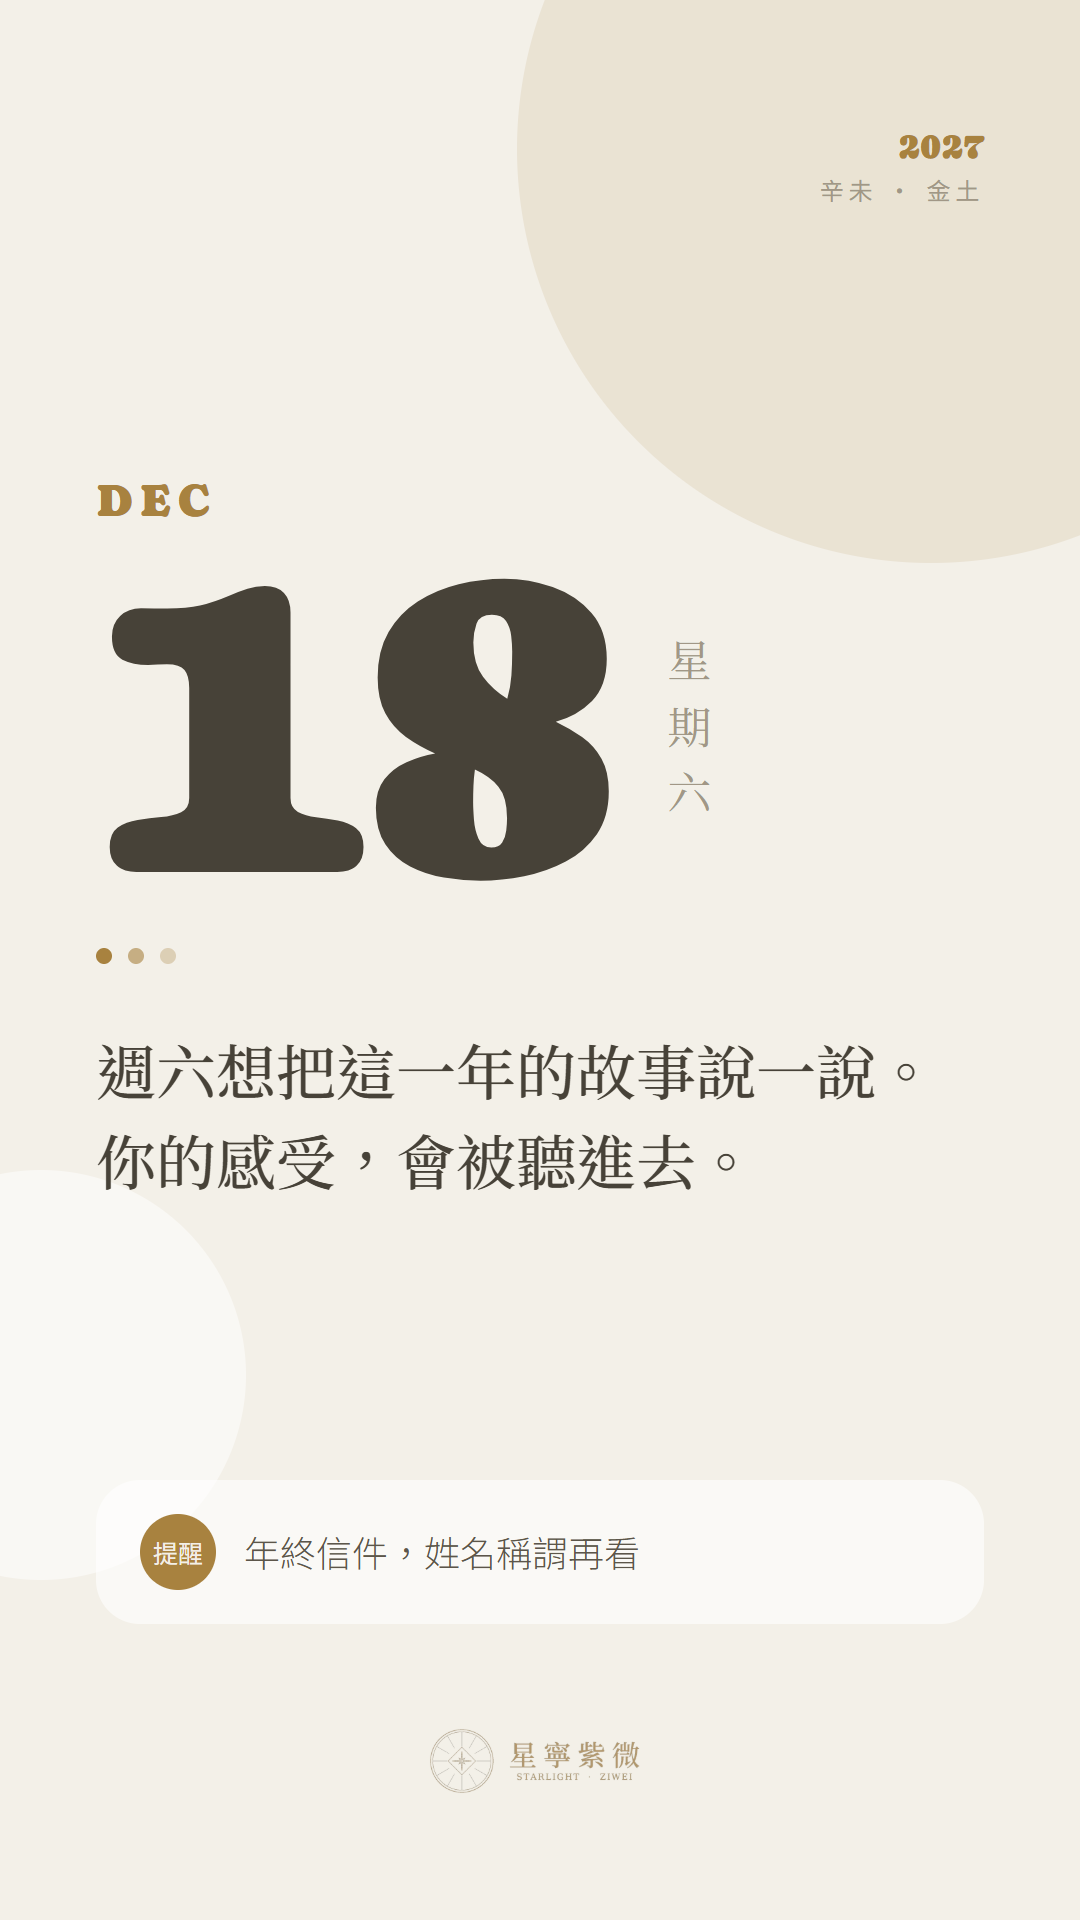 2027
辛未 · 金土
DEC
18
星期六
週六想把這一年的故事說一說。
你的感受，會被聽進去。
提醒
年終信件，姓名稱謂再看
星寧紫微
STARLIGHT · ZIWEI